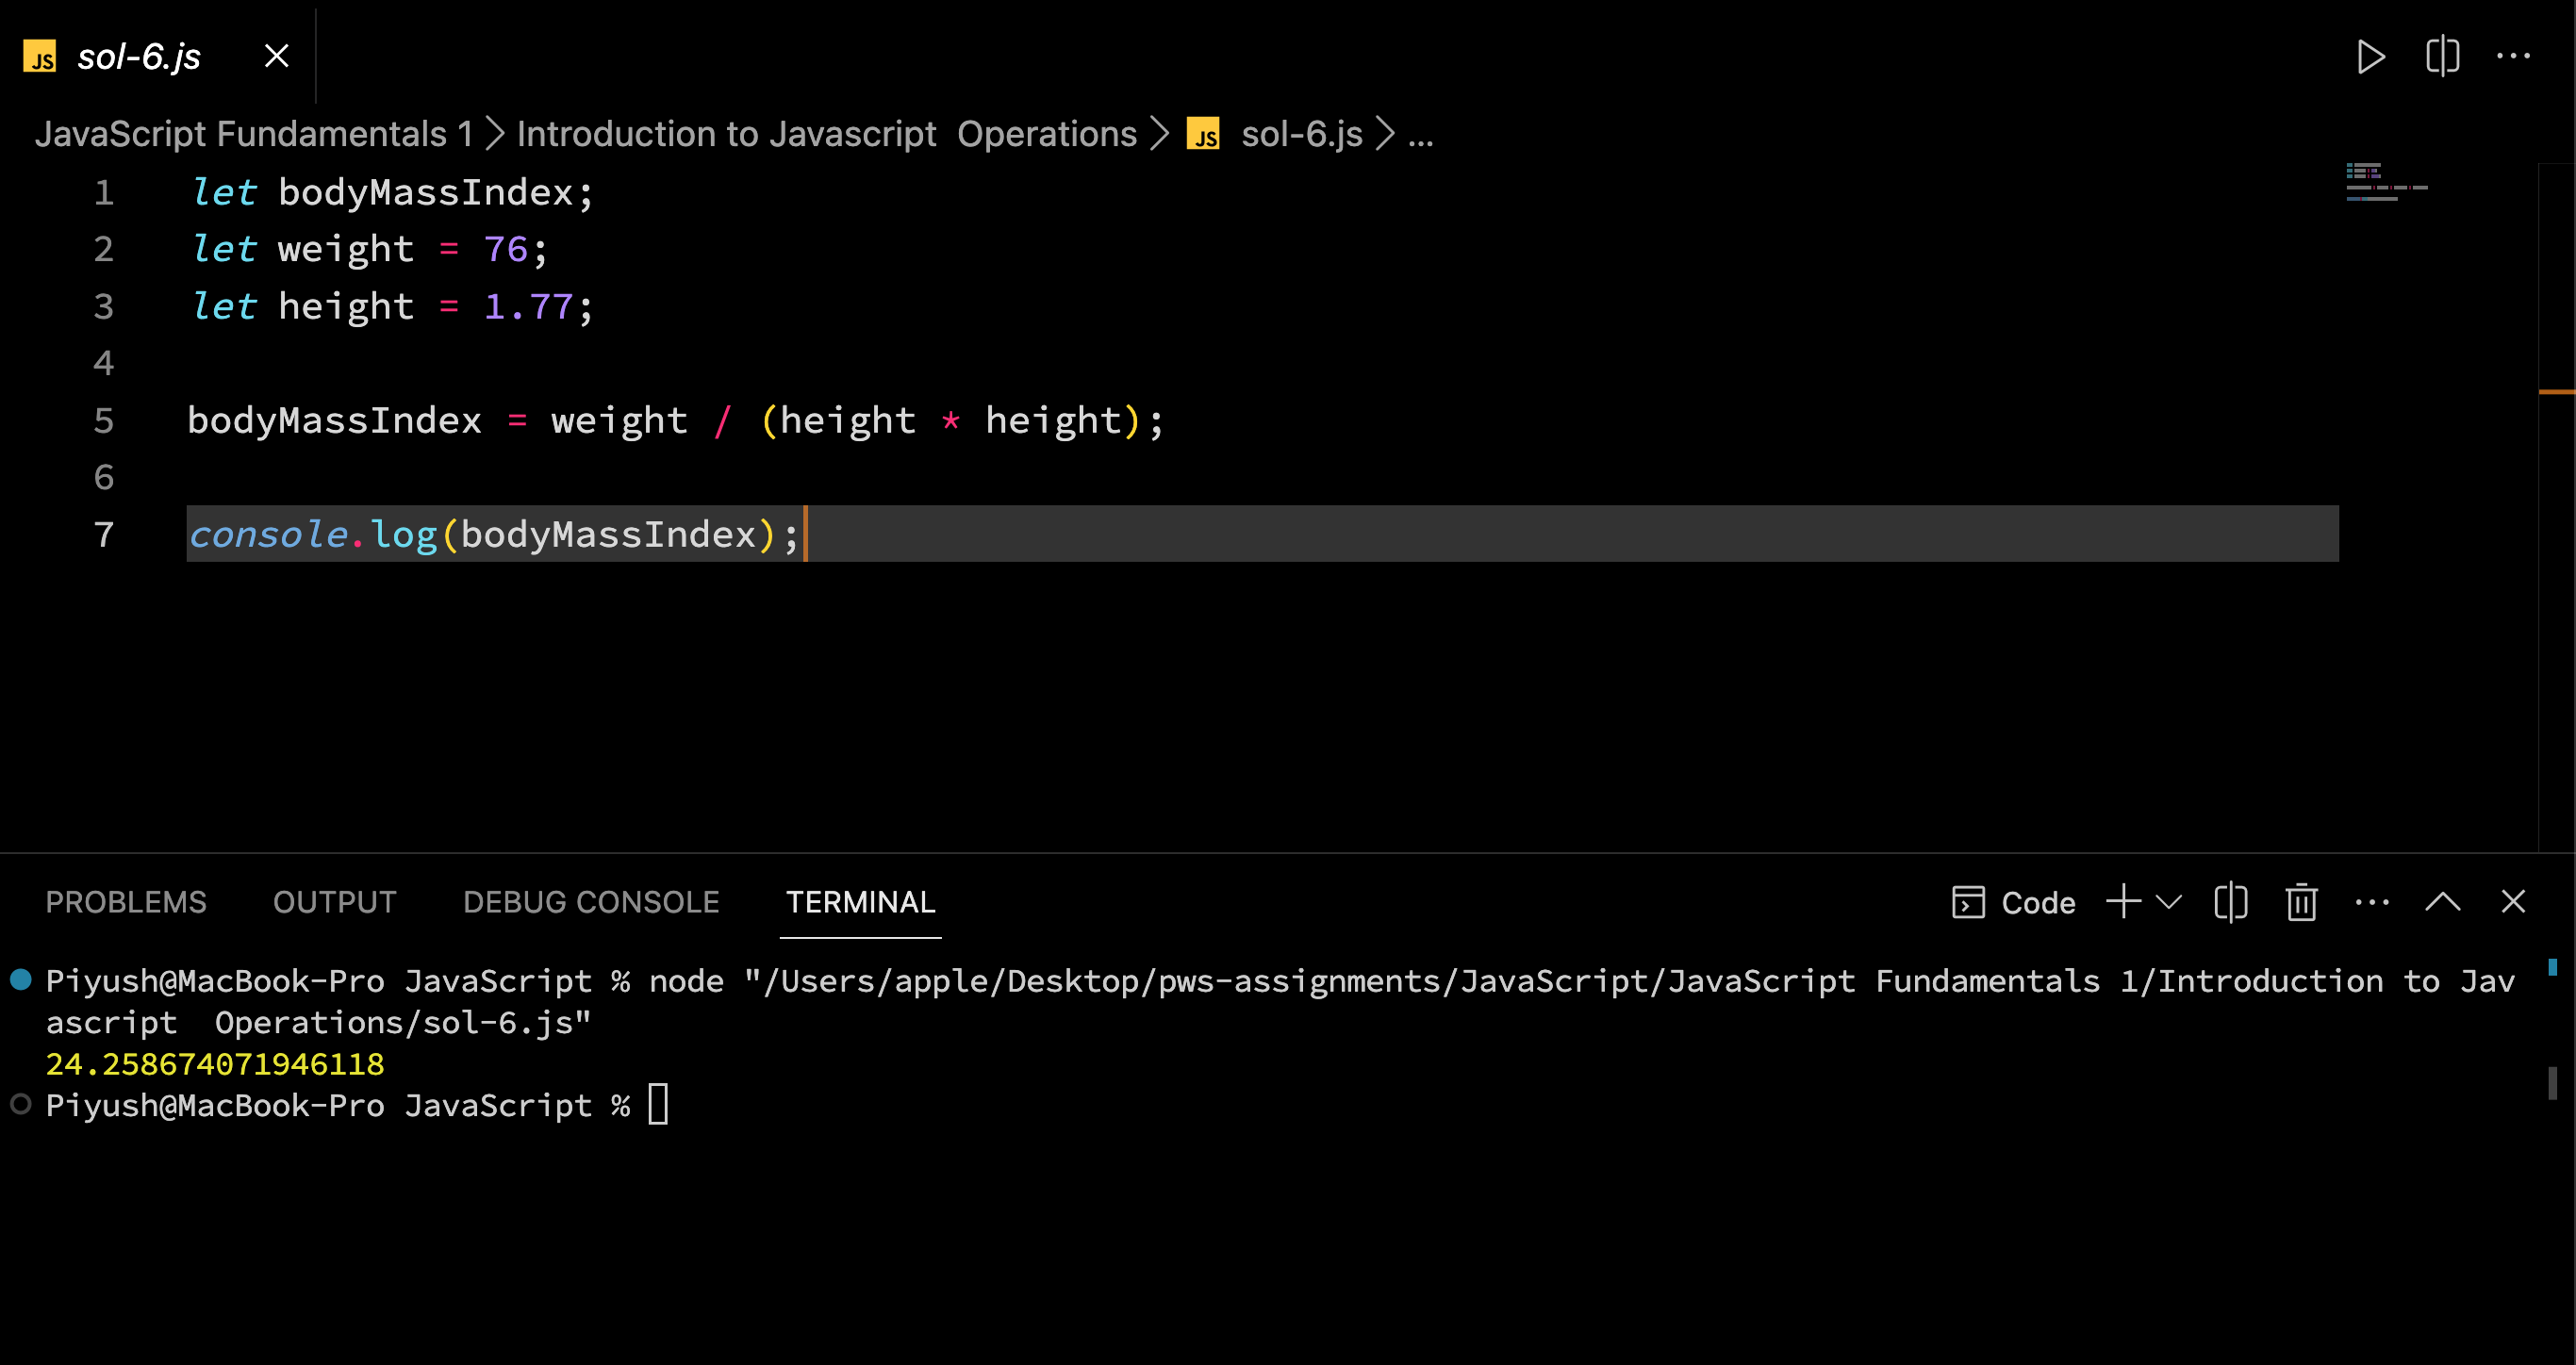 JS sol-6.js
JavaScript Fundamentals 1 > Introduction to Javascript  Operations > JS sol-6.js > ...
1 let bodyMassIndex;
2 let weight = 76;
3 let height = 1.77;
4
5 bodyMassIndex = weight / (height * height);
6
7 console.log(bodyMassIndex);
PROBLEMS OUTPUT DEBUG CONSOLE TERMINAL Code
Piyush@MacBook-Pro JavaScript % node "/Users/apple/Desktop/pws-assignments/JavaScript/JavaScript Fundamentals 1/Introduction to Jav
ascript  Operations/sol-6.js"
24.258674071946118
Piyush@MacBook-Pro JavaScript %